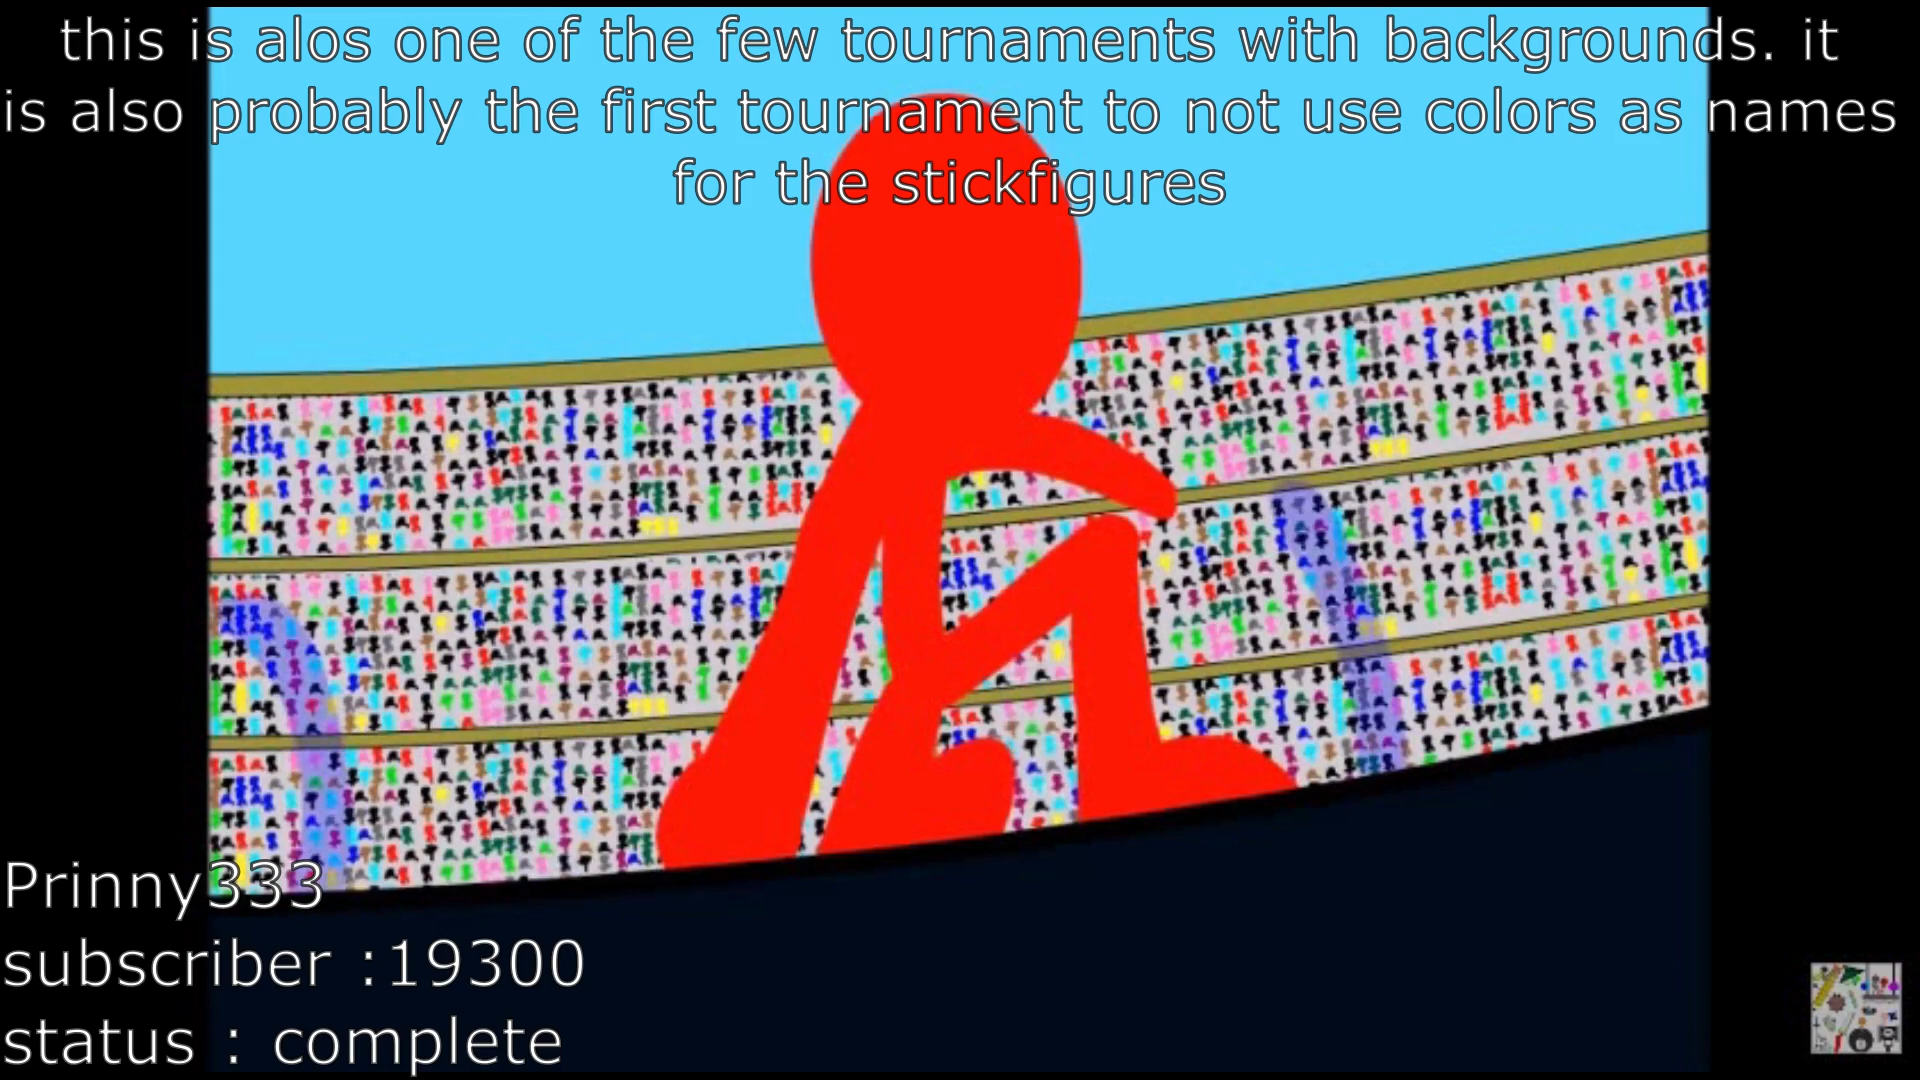 this is alos one of the few tournaments with backgrounds. it
is also probably the first tournament to not use colors as names
for the stickfigures
Prinny333
subscriber :19300
status : complete